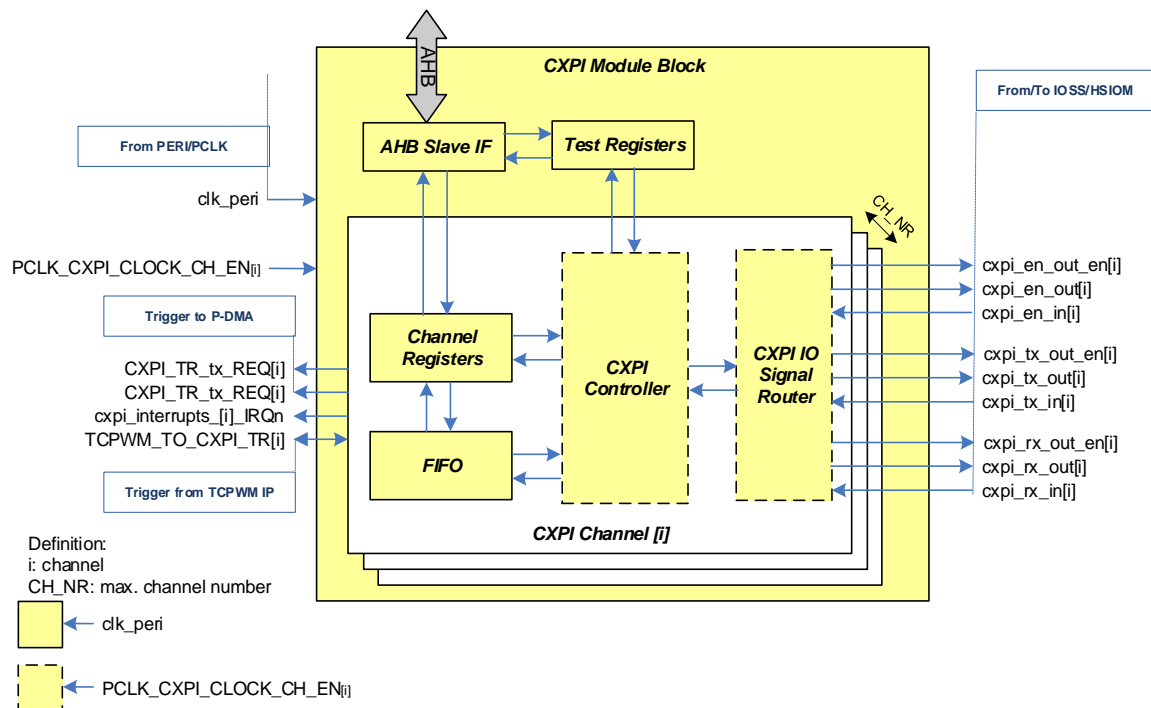 AHB
CXPI Module Block
From/To IOSS/HSIOM
From PERI/PCLK
AHB Slave IF
Test Registers
clk_peri
CH_NR
PCLK_CXPI_CLOCK_CH_EN[i]
cxpi_en_out_en[i]
cxpi_en_out[i]
cxpi_en_in[i]
Trigger to P-DMA
Channel
Registers
CXPI
Controller
CXPI IO
Signal
Router
cxpi_tx_out_en[i]
cxpi_tx_out[i]
cxpi_tx_in[i]
CXPI_TR_tx_REQ[i]
CXPI_TR_tx_REQ[i]
cxpi_interrupts_[i]_IRQn
TCPWM_TO_CXPI_TR[i]
FIFO
cxpi_rx_out_en[i]
cxpi_rx_out[i]
cxpi_rx_in[i]
Trigger from TCPWM IP
CXPI Channel [i]
Definition:
i: channel
CH_NR: max. channel number
clk_peri
PCLK_CXPI_CLOCK_CH_EN[i]